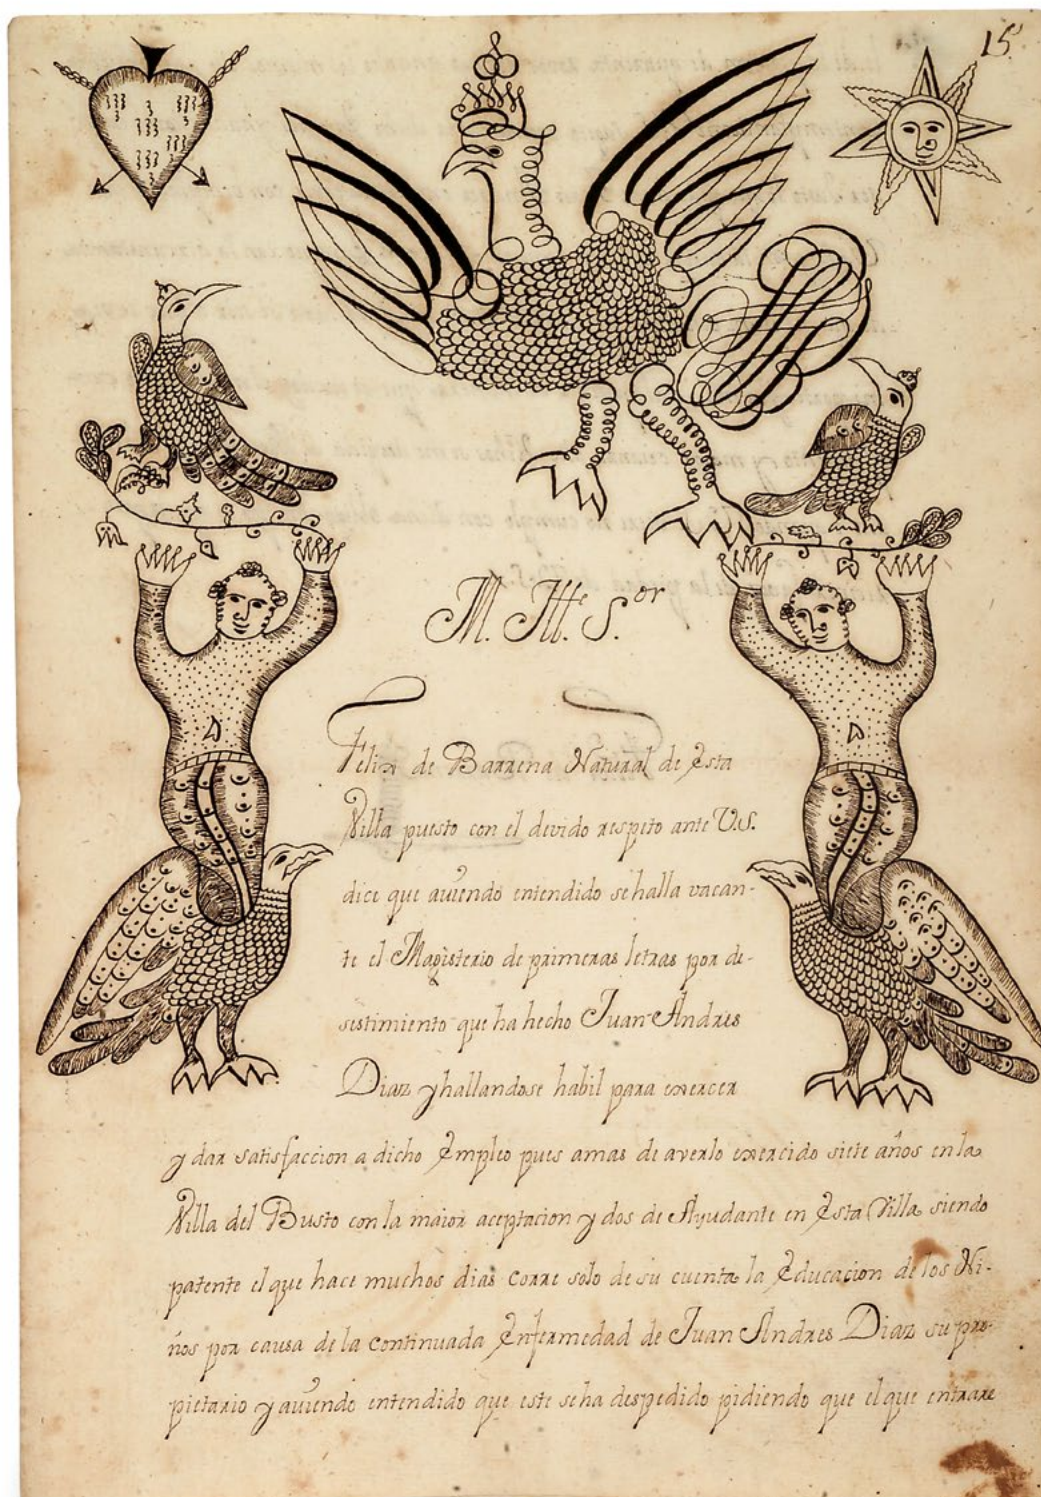 15
M. Ille. S.or
Felix de Barrena Natural de Esta
Villa puesto con el devido respeto ante V.S.
dice que aviendo entendido se halla vacan-
te el Magisterio de primeras letras por de-
sistimiento que ha hecho Juan Andres
Diaz y hallandose habil para exercer
y dar satisfaccion a dicho Empleo pues amas de averlo exercido siete años en la
Villa del Busto con la maior aceptacion y dos de Ayudante en Esta Villa siendo
patente el que hace muchos dias corre solo de su cuenta la Educacion de los Ni-
ños por causa de la continuada Enfermedad de Juan Andres Diaz su pro-
pietario y aviendo entendido que este se ha despedido pidiendo que el que entrare